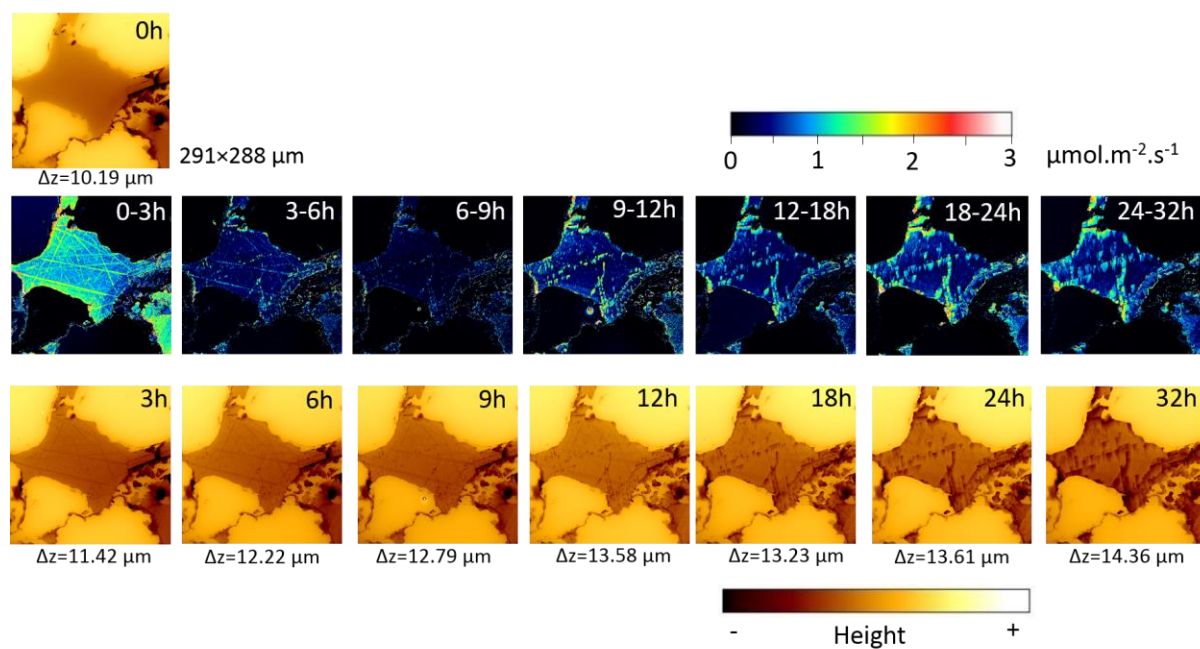 0h
291×288 µm
Δz=10.19 µm
0 1 2 3
µmol.m⁻².s⁻¹
0-3h 3-6h 6-9h 9-12h 12-18h 18-24h 24-32h
3h 6h 9h 12h 18h 24h 32h
Δz=11.42 µm Δz=12.22 µm Δz=12.79 µm Δz=13.58 µm Δz=13.23 µm Δz=13.61 µm Δz=14.36 µm
- Height +